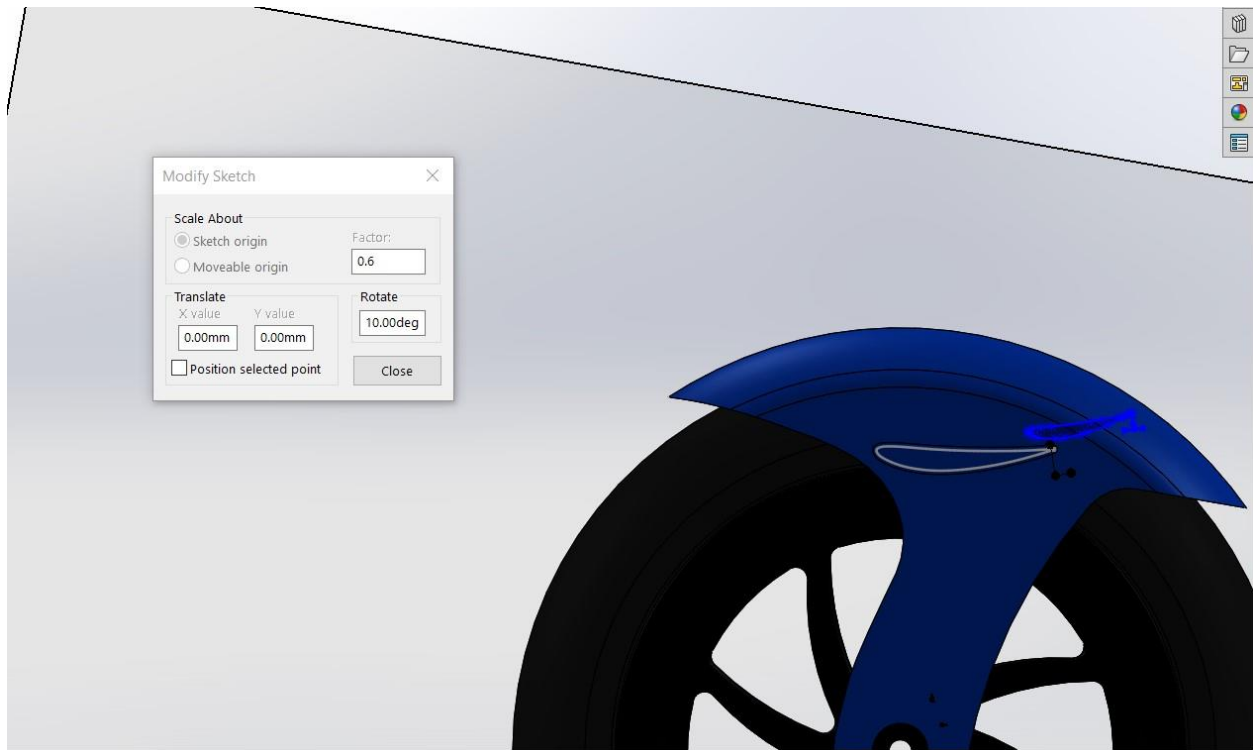 Modify Sketch
Scale About
Sketch origin
Factor:
Moveable origin
0.6
Translate
Rotate
X value Y value
10.00deg
0.00mm 0.00mm
Position selected point
Close